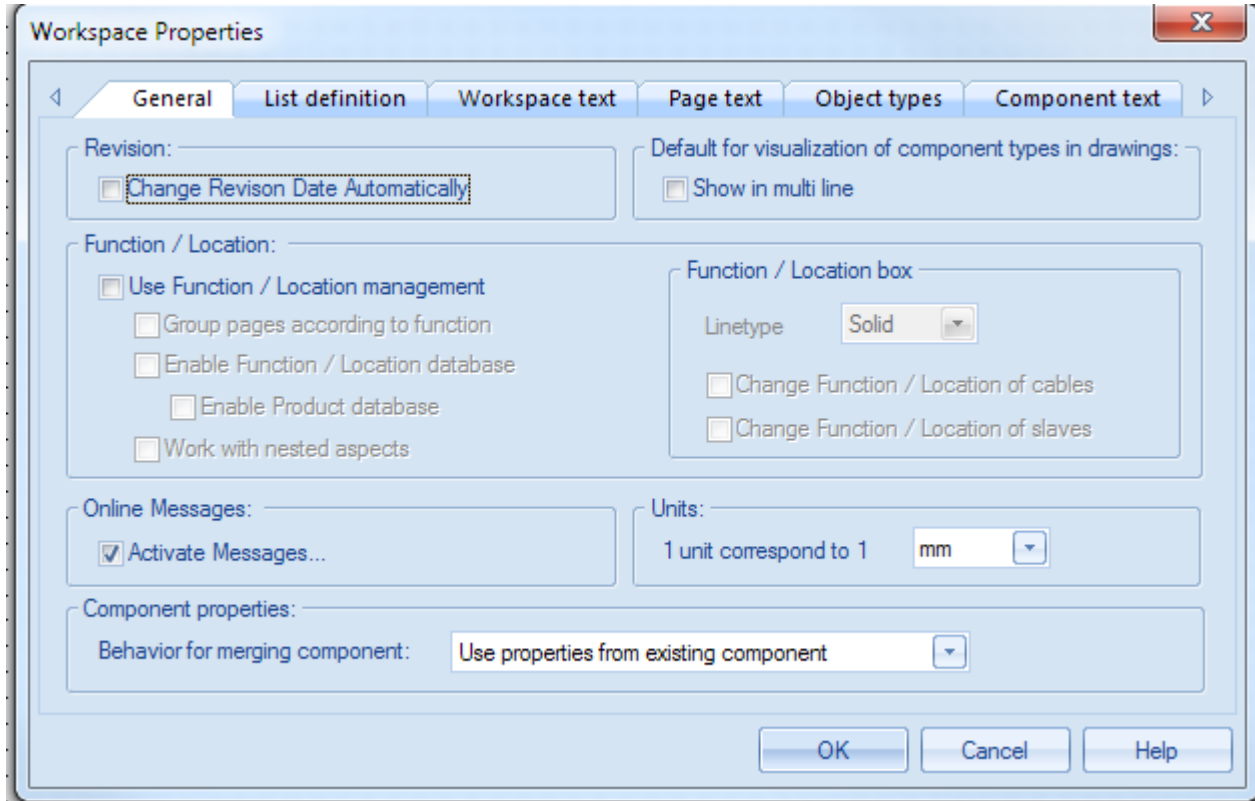 Workspace Properties
General List definition Workspace text Page text Object types Component text
Revision:
Change Revison Date Automatically
Default for visualization of component types in drawings:
Show in multi line
Function / Location:
Use Function / Location management
Group pages according to function
Enable Function / Location database
Enable Product database
Work with nested aspects
Function / Location box
Linetype Solid
Change Function / Location of cables
Change Function / Location of slaves
Online Messages:
Activate Messages...
Units:
1 unit correspond to 1 mm
Component properties:
Behavior for merging component: Use properties from existing component
OK Cancel Help